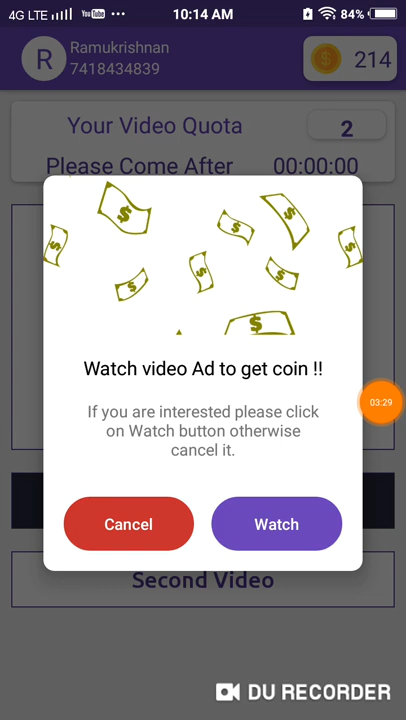 4G LTE YouTube ••• 10:14 AM 84%
R Ramukrishnan
7418434839
$ 214
Your Video Quota 2
Please Come After 00:00:00
Watch video Ad to get coin !!
If you are interested please click
on Watch button otherwise
cancel it.
03:29
Cancel Watch
Second Video
DU RECORDER